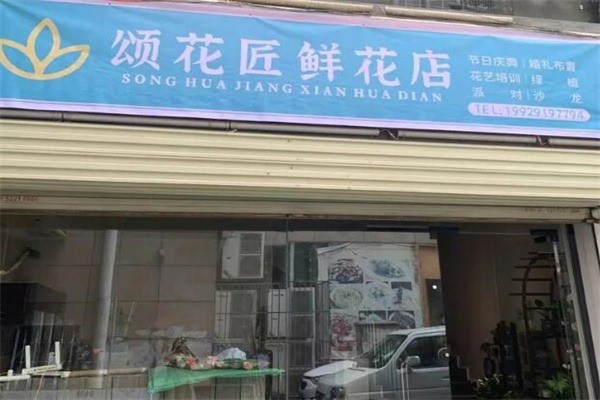 颂花匠鲜花店
SONG HUA JIANG XIAN HUA DIAN
节日庆典|婚礼布置
花艺培训|绿植
派对|沙龙
TEL:19929197794